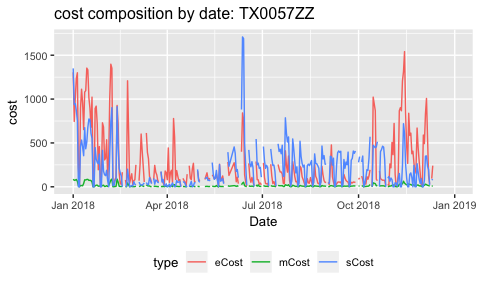 cost composition by date: TX0057ZZ
1500
1000
500
0
cost
Jan 2018 Apr 2018 Jul 2018 Oct 2018 Jan 2019
Date
type eCost mCost sCost